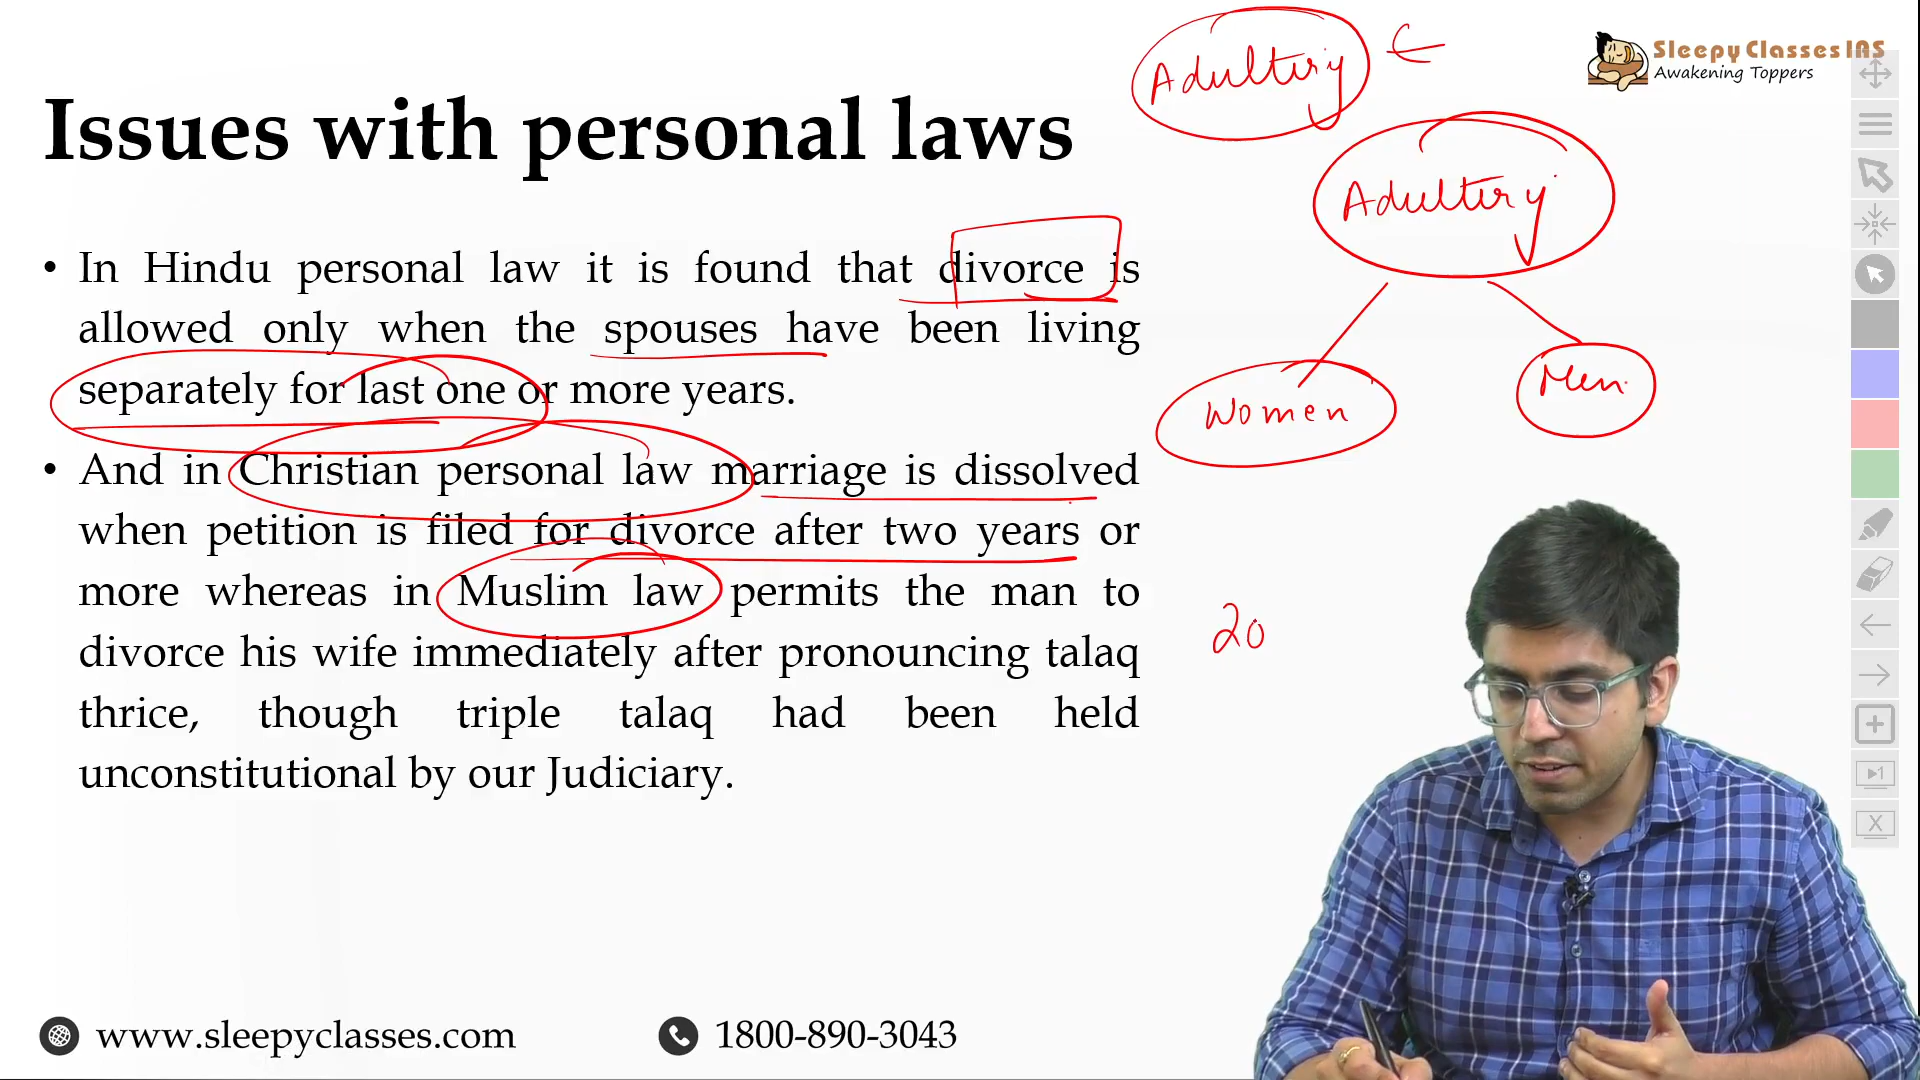 Adultery
Sleepy Classes IAS
Awakening Toppers
Issues with personal laws
Adultery
• In Hindu personal law it is found that divorce is
allowed only when the spouses have been living
separately for last one or more years.
Women
Men
• And in Christian personal law marriage is dissolved
when petition is filed for divorce after two years or
more whereas in Muslim law permits the man to
divorce his wife immediately after pronouncing talaq
thrice, though triple talaq had been held
unconstitutional by our Judiciary.
20
www.sleepyclasses.com
1800-890-3043